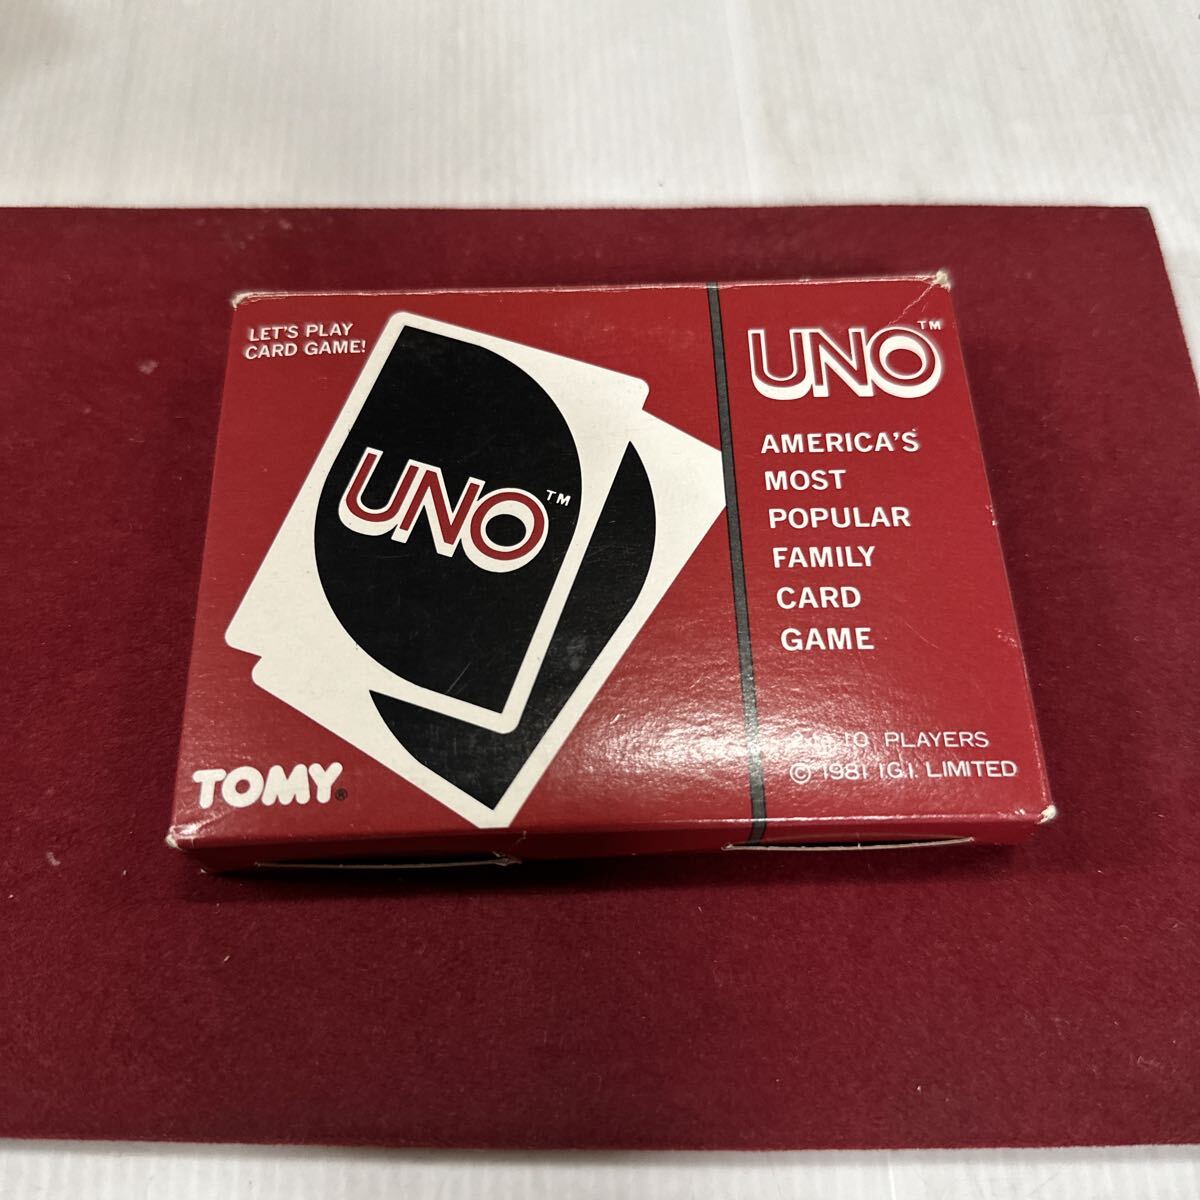 LET'S PLAY
CARD GAME!
UNO™
TOMY®
UNO™
AMERICA'S
MOST
POPULAR
FAMILY
CARD
GAME
2 to 10 PLAYERS
© 1981 I.G.I. LIMITED